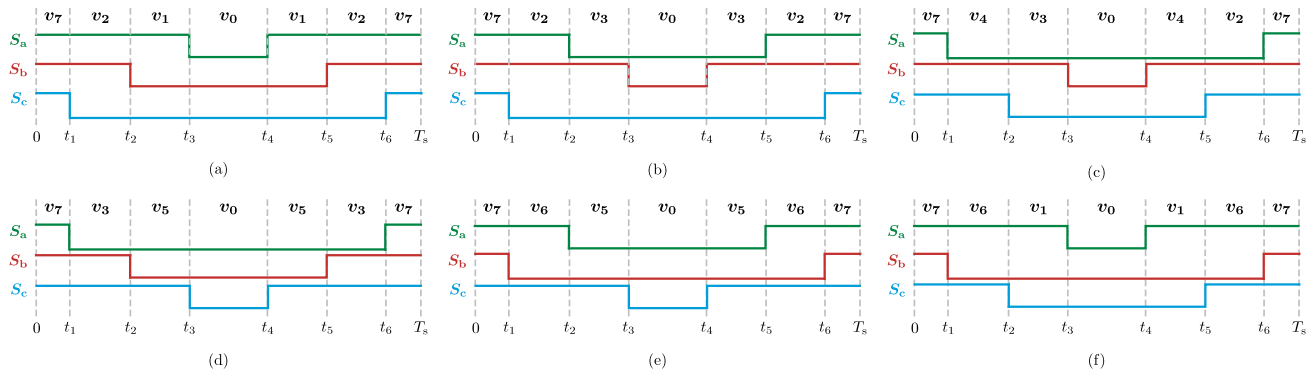 v7 v2 v1 v0 v1 v2 v7
Sa
Sb
Sc
0 t1 t2 t3 t4 t5 t6 Ts
(a)
v7 v2 v3 v0 v3 v2 v7
Sa
Sb
Sc
0 t1 t2 t3 t4 t5 t6 Ts
(b)
v7 v4 v3 v0 v4 v2 v7
Sa
Sb
Sc
0 t1 t2 t3 t4 t5 t6 Ts
(c)
v7 v3 v5 v0 v5 v3 v7
Sa
Sb
Sc
0 t1 t2 t3 t4 t5 t6 Ts
(d)
v7 v6 v5 v0 v5 v6 v7
Sa
Sb
Sc
0 t1 t2 t3 t4 t5 t6 Ts
(e)
v7 v6 v1 v0 v1 v6 v7
Sa
Sb
Sc
0 t1 t2 t3 t4 t5 t6 Ts
(f)